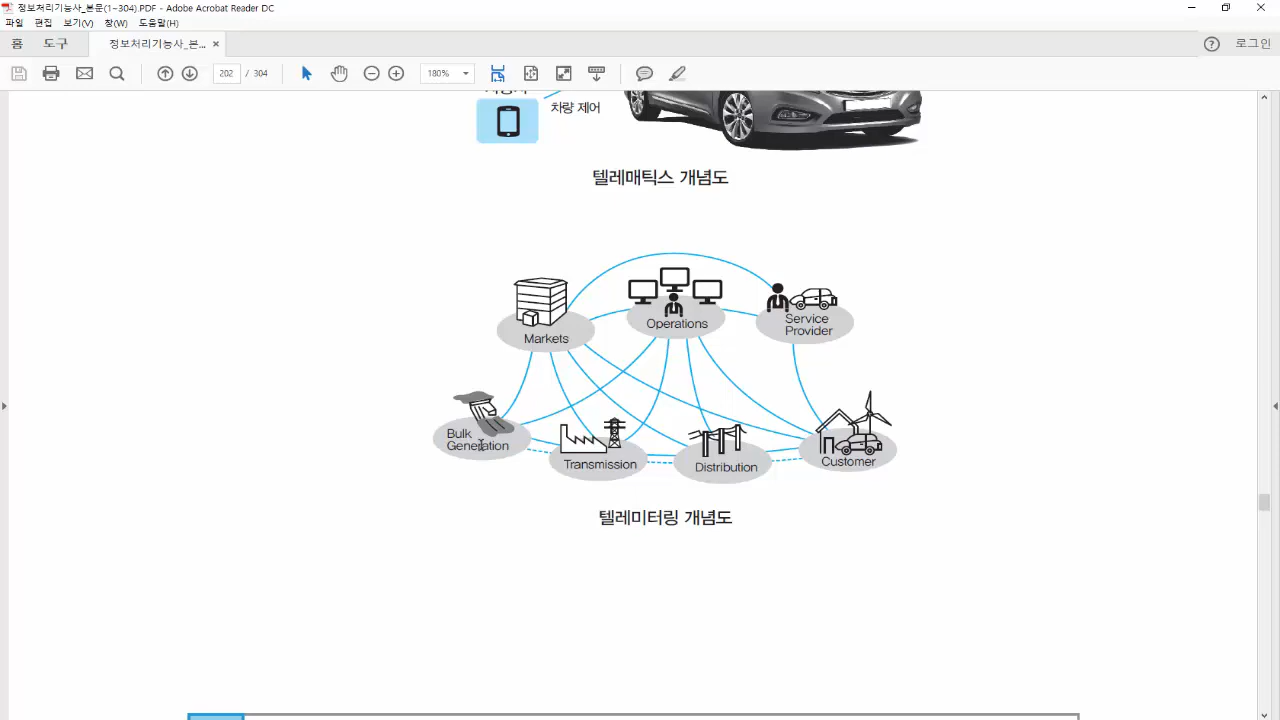 정보처리기능사_본문(1~304).PDF - Adobe Acrobat Reader DC
파일 편집 보기(V) 창(W) 도움말(H)
홈 도구 정보처리기능사_본... × ? 로그인
202 / 304 180%
차량 제어
텔레매틱스 개념도
Markets
Operations
Service
Provider
Bulk
Generation
Transmission
Distribution
Customer
텔레미터링 개념도